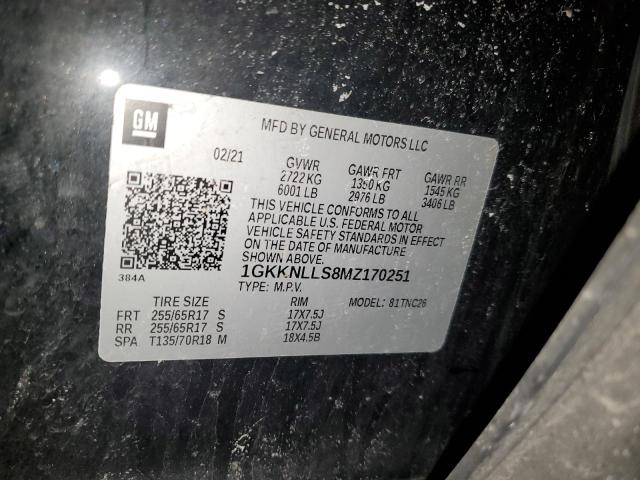 GM
MFD BY GENERAL MOTORS LLC
02/21 GVWR GAWR FRT GAWR RR
2722 KG 1350 KG 1545 KG
6001 LB 2976 LB 3406 LB
THIS VEHICLE CONFORMS TO ALL
APPLICABLE U.S. FEDERAL MOTOR
VEHICLE SAFETY STANDARDS IN EFFECT
ON THE DATE OF MANUFACTURE
SHOWN ABOVE.
384A 1GKKNLLS8MZ170251
TYPE: M.P.V. MODEL: 81TNC26
TIRE SIZE RIM
FRT 255/65R17 S 17X7.5J
RR 255/65R17 S 17X7.5J
SPA T135/70R18 M 18X4.5B